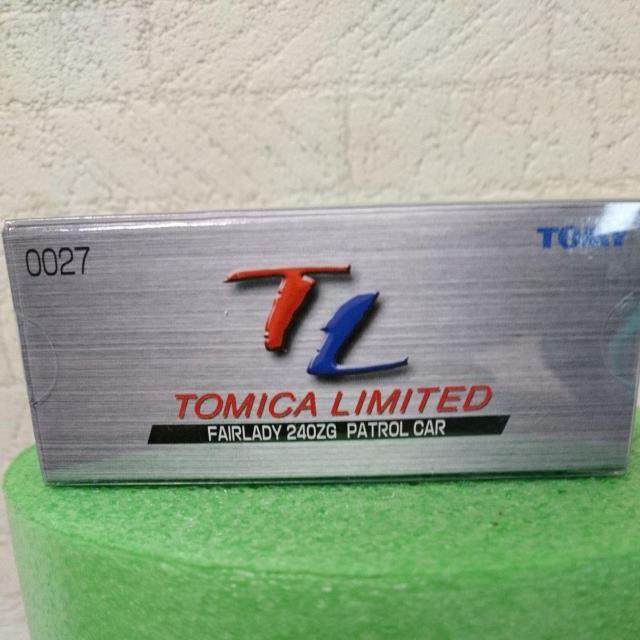 0027
TOMY
TL
TOMICA LIMITED
FAIRLADY 240ZG PATROL CAR